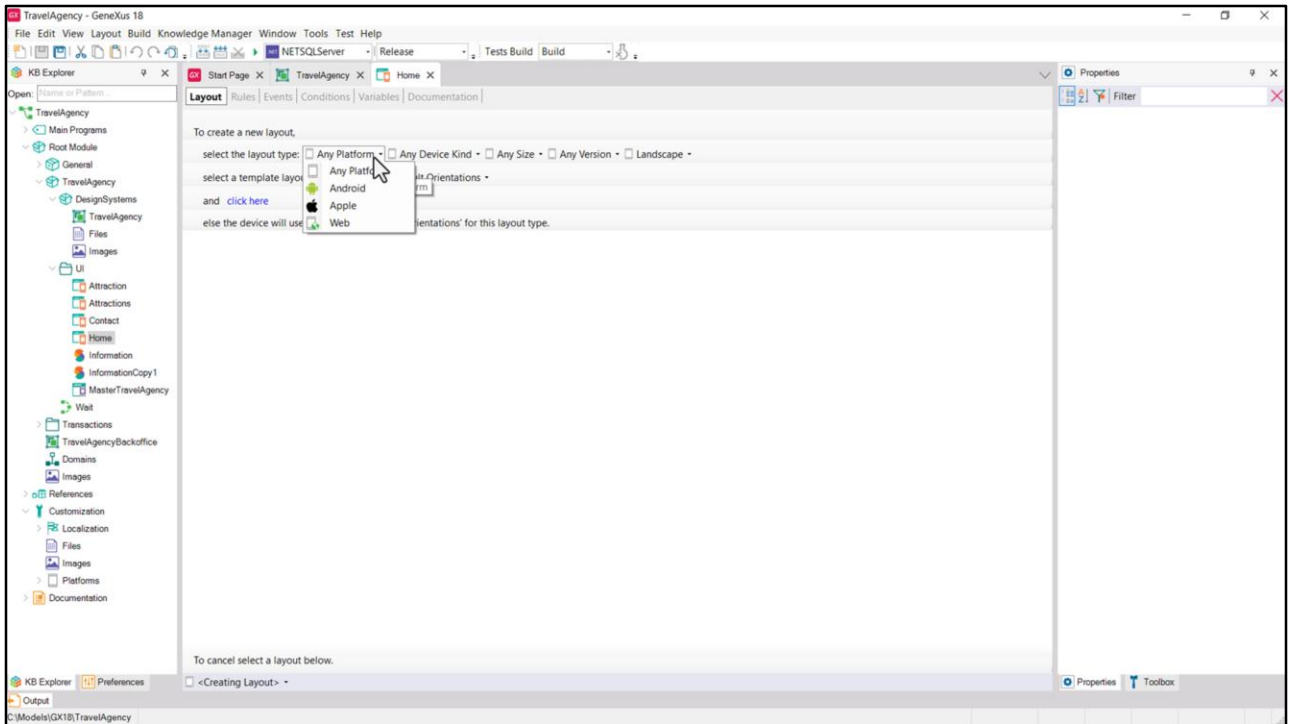 TravelAgency - GeneXus 18
File Edit View Layout Build Knowledge Manager Window Tools Test Help
NETSQLServer Release Tests Build Build
KB Explorer
Open: Name or Pattern...
TravelAgency
Main Programs
Root Module
General
TravelAgency
DesignSystems
TravelAgency
Files
Images
UI
Attraction
Attractions
Contact
Home
Information
InformationCopy1
MasterTravelAgency
Wait
Transactions
TravelAgencyBackoffice
Domains
Images
References
Customization
Localization
Files
Images
Platforms
Documentation
KB Explorer Preferences
Output
C:\Models\GX18\TravelAgency
Start Page TravelAgency Home
Layout Rules Events Conditions Variables Documentation
To create a new layout,
select the layout type: Any Platform Any Device Kind Any Size Any Version Landscape
select a template Orientations
and click here
else the device will use for this layout type.
Any
Android
Apple
Web
To cancel select a layout below.
<Creating Layout>
Properties
Filter
Properties Toolbox